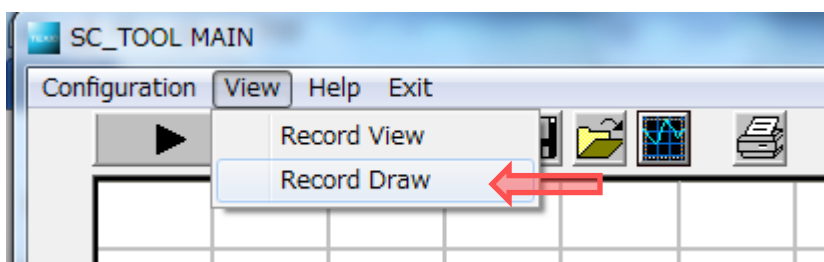 SC_TOOL MAIN
Configuration View Help Exit
Record View
Record Draw